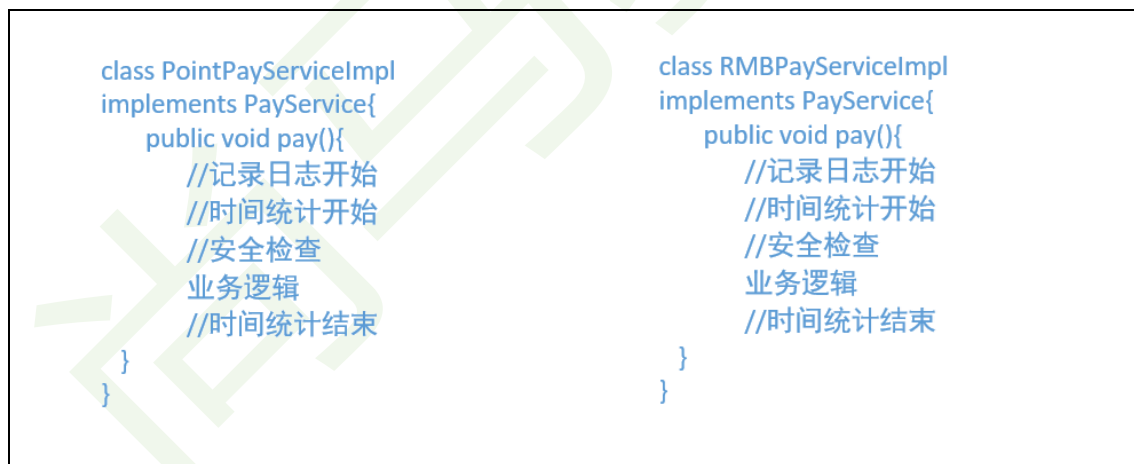 class PointPayServiceImpl
implements PayService{
public void pay(){
//记录日志开始
//时间统计开始
//安全检查
业务逻辑
//时间统计结束
}
}
class RMBPayServiceImpl
implements PayService{
public void pay(){
//记录日志开始
//时间统计开始
//安全检查
业务逻辑
//时间统计结束
}
}